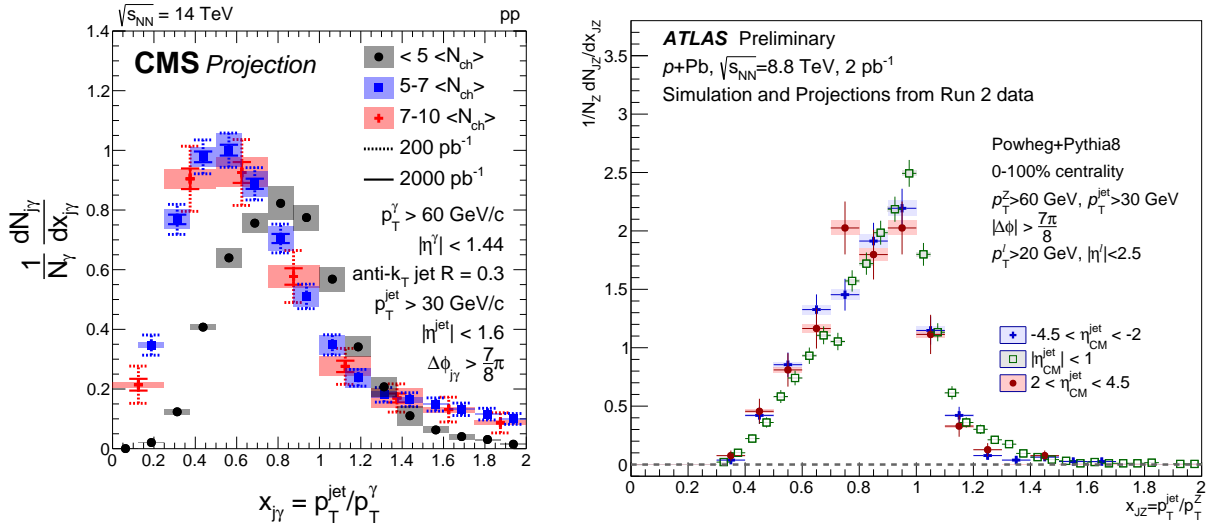 √s_NN = 14 TeV pp
CMS Projection
< 5 <N_ch>
5-7 <N_ch>
7-10 <N_ch>
200 pb⁻¹
2000 pb⁻¹
p_T^γ > 60 GeV/c
|η^γ| < 1.44
anti-k_T jet R = 0.3
p_T^jet > 30 GeV/c
|η^jet| < 1.6
Δφ_jγ > 7/8 π
1/N_γ dN_jγ/dx_jγ
1.4
1.2
1
0.8
0.6
0.4
0.2
0
0 0.2 0.4 0.6 0.8 1 1.2 1.4 1.6 1.8 2
x_jγ = p_T^jet/p_T^γ
ATLAS Preliminary
p+Pb, √s_NN=8.8 TeV, 2 pb⁻¹
Simulation and Projections from Run 2 data
Powheg+Pythia8
0-100% centrality
p_T^Z>60 GeV, p_T^jet>30 GeV
|Δφ| > 7π/8
p_T^l>20 GeV, |η^l|<2.5
-4.5 < η_CM^jet < -2
|η_CM^jet| < 1
2 < η_CM^jet < 4.5
1/N_Z dN_JZ/dx_JZ
3.5
3
2.5
2
1.5
1
0.5
0
0 0.2 0.4 0.6 0.8 1 1.2 1.4 1.6 1.8 2
x_JZ=p_T^jet/p_T^Z